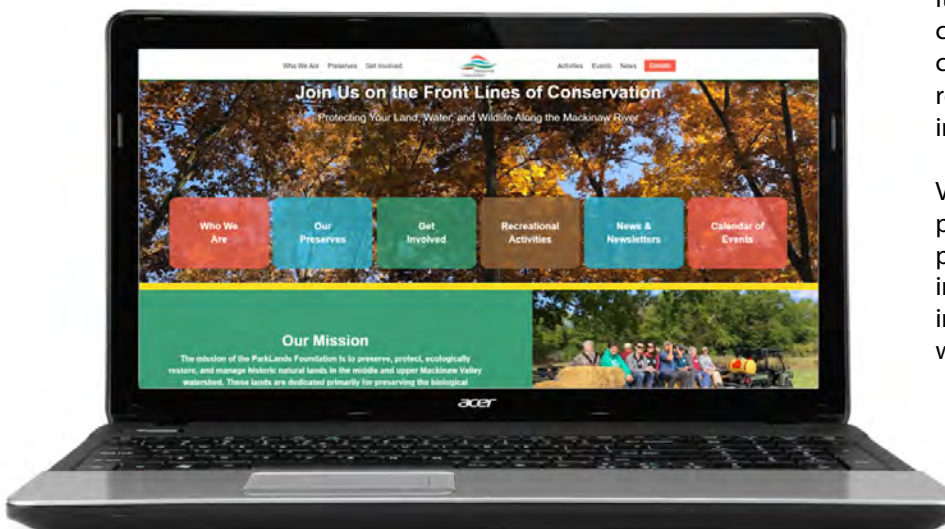 Who We Are Preserves Get Involved Activities Events News Donate
Join Us on the Front Lines of Conservation
Protecting Your Land, Water, and Wildlife Along the Mackinaw River
Who We
Are
Our
Preserves
Get
Involved
Recreational
Activities
News &
Newsletters
Calendar of
Events
Our Mission
The mission of the ParkLands Foundation is to preserve, protect, ecologically
restore, and manage historic natural lands in the middle and upper Mackinaw Valley
watershed. These lands are dedicated primarily for preserving the biological
acer